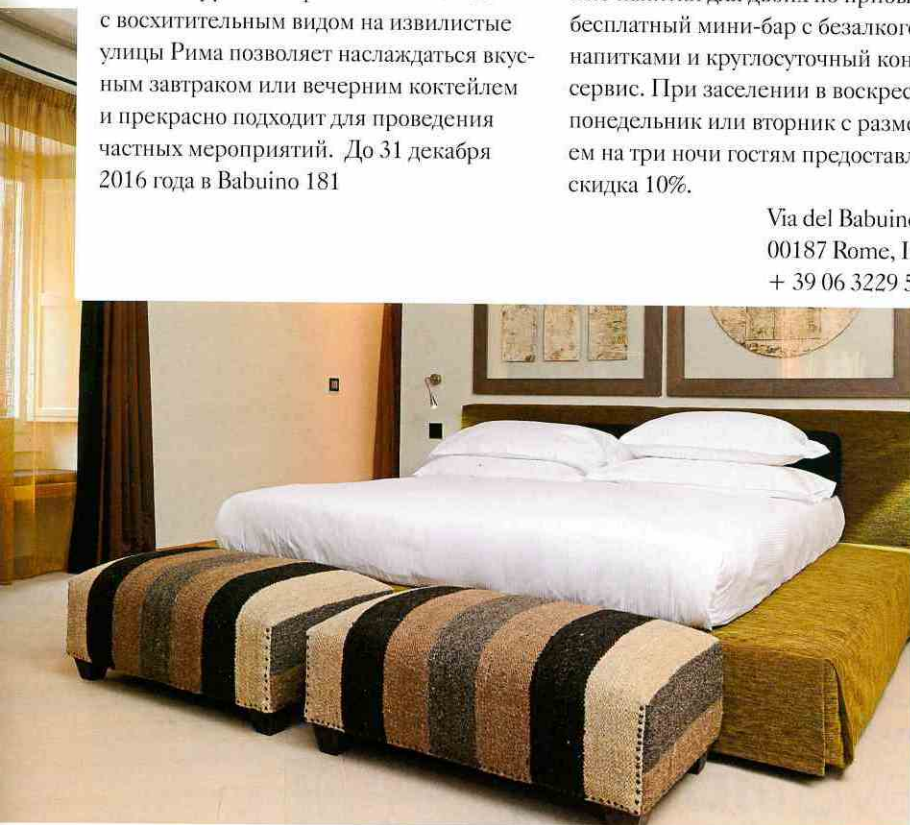 с восхитительным видом на извилистые
улицы Рима позволяет наслаждаться вкус-
ным завтраком или вечерним коктейлем
и прекрасно подходит для проведения
частных мероприятий. До 31 декабря
2016 года в Babuino 181
бесплатный мини-бар с безалкого
напитками и круглосуточный кон
сервис. При заселении в воскрес
понедельник или вторник с разме
ем на три ночи гостям предоставл
скидка 10%.
Via del Babuino
00187 Rome, I
+ 39 06 3229 5